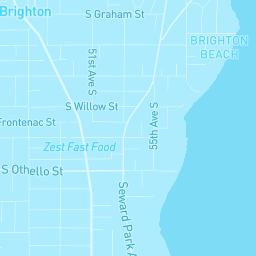 S Graham St
Brighton
BRIGHTON
BEACH
51st Ave S
S Willow St
55th Ave S
Frontenac St
Zest Fast Food
S Othello St
Seward Park A